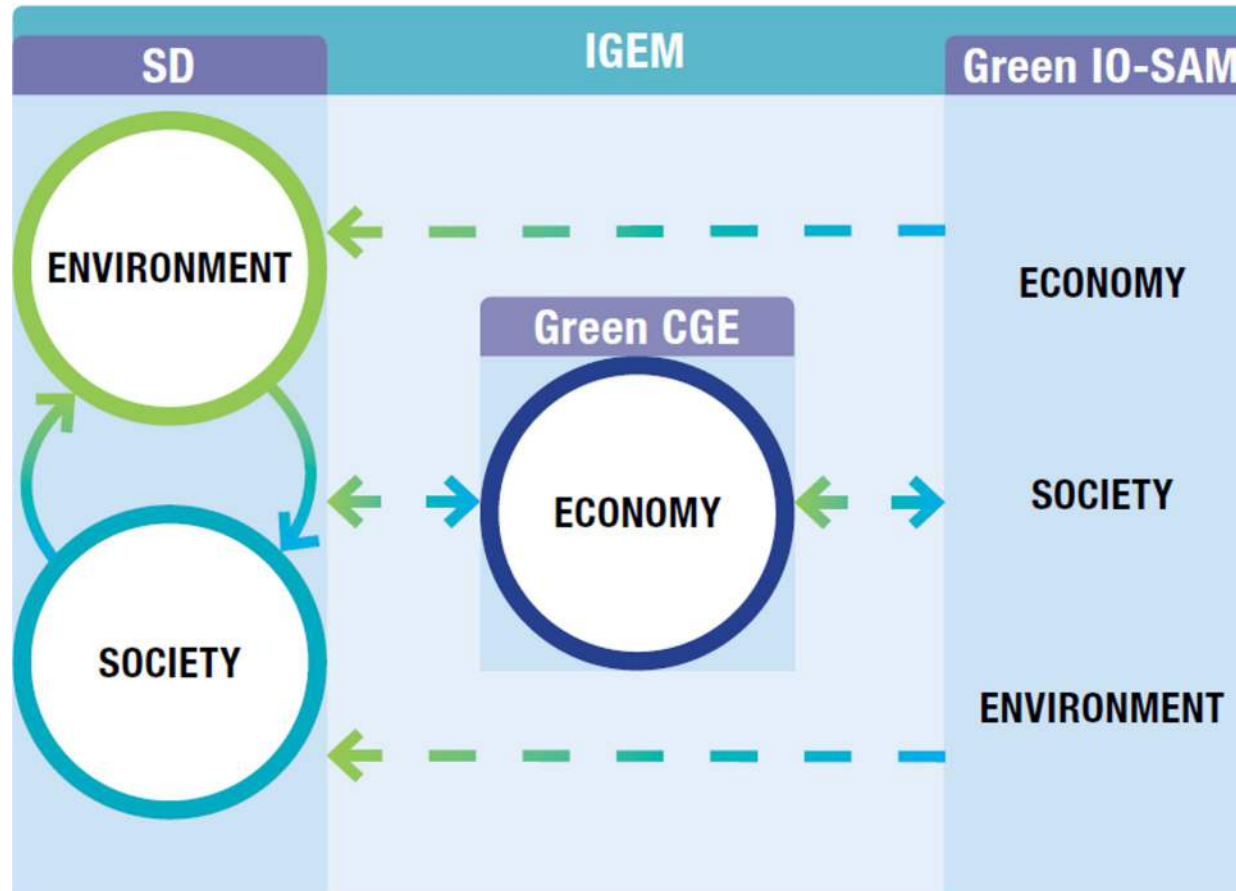 IGEM
SD
Green IO-SAM
ENVIRONMENT
ECONOMY
Green CGE
ECONOMY
SOCIETY
SOCIETY
ENVIRONMENT